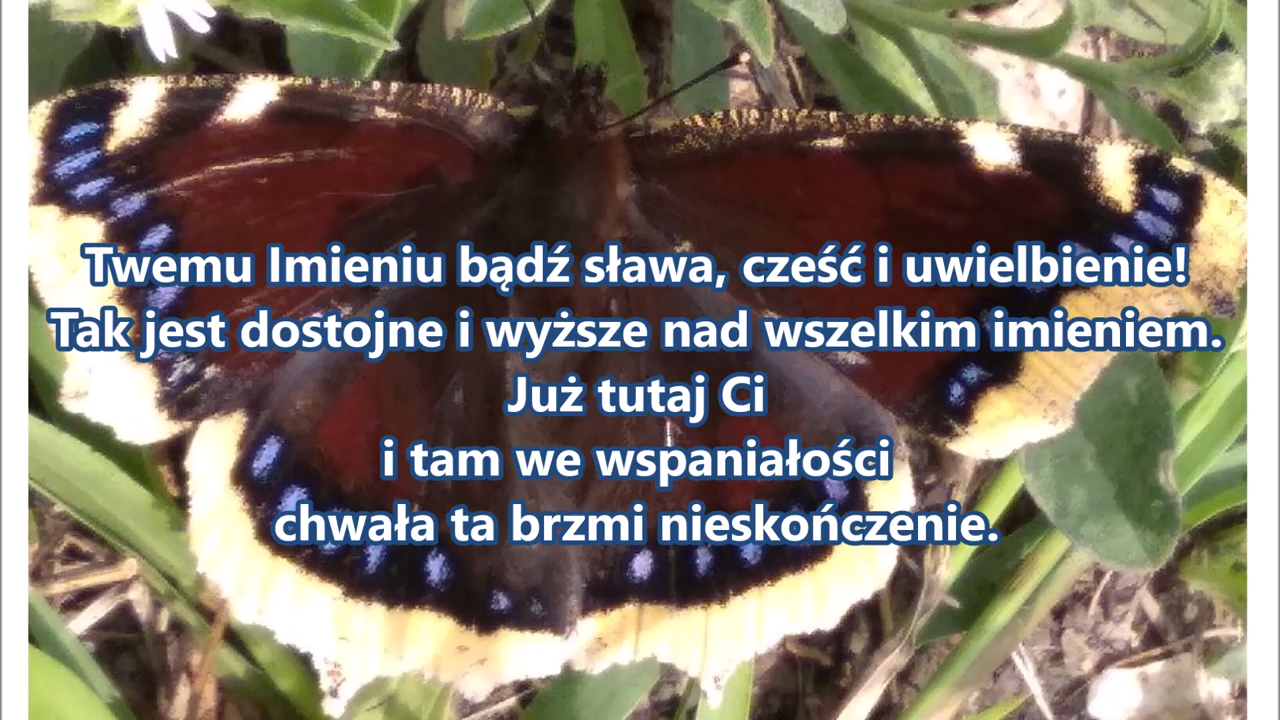 Twemu Imieniu bądź sława, cześć i uwielbienie!
Tak jest dostojne i wyższe nad wszelkim imieniem.
Już tutaj Ci
i tam we wspaniałości
chwała ta brzmi nieskończenie.